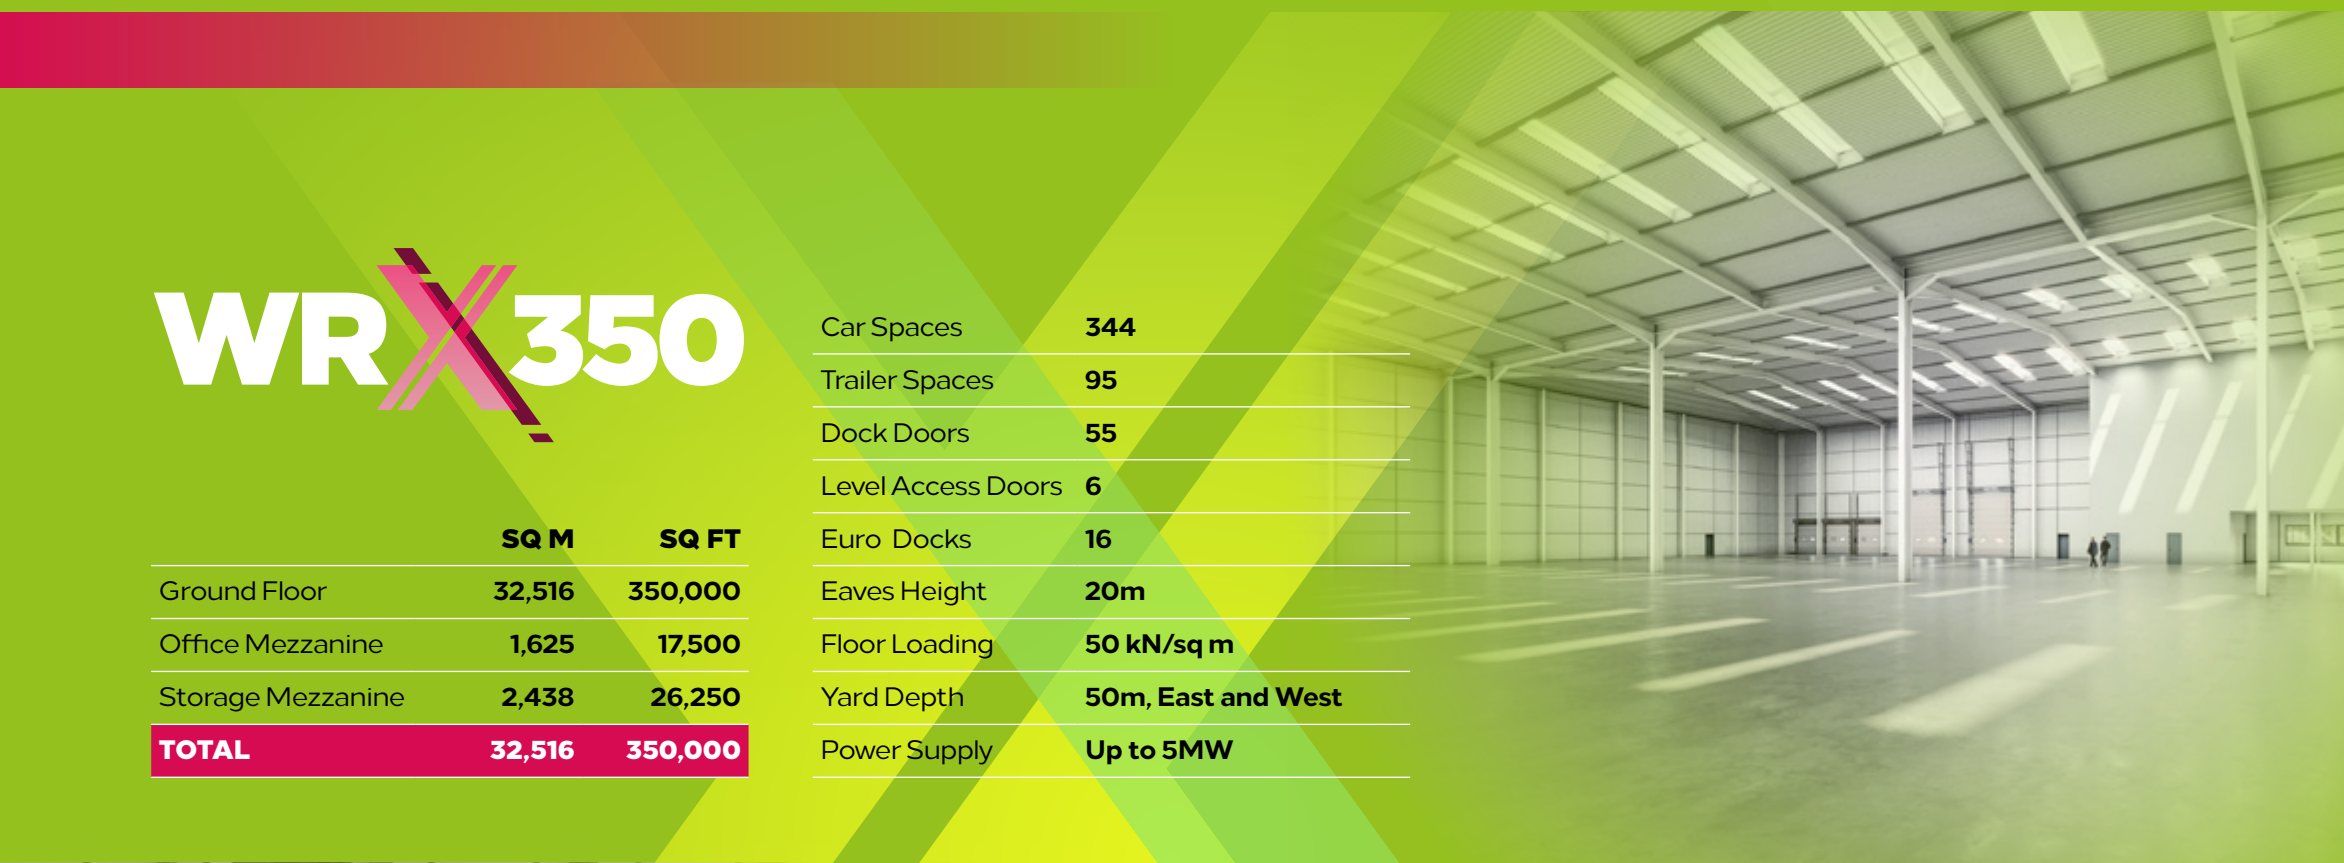 WRX350
SQ M SQ FT
Ground Floor 32,516 350,000
Office Mezzanine 1,625 17,500
Storage Mezzanine 2,438 26,250
TOTAL 32,516 350,000
Car Spaces 344
Trailer Spaces 95
Dock Doors 55
Level Access Doors 6
Euro Docks 16
Eaves Height 20m
Floor Loading 50 kN/sq m
Yard Depth 50m, East and West
Power Supply Up to 5MW